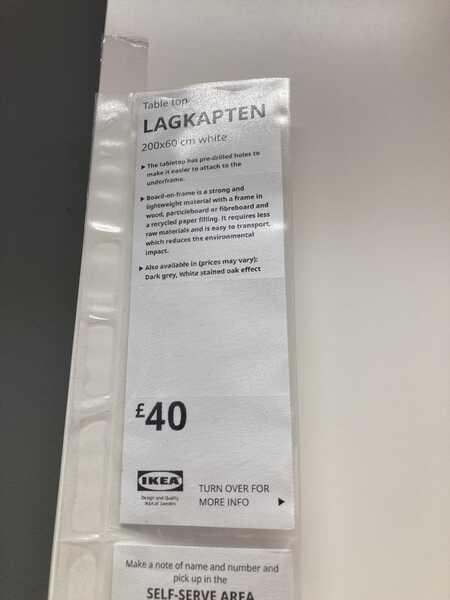 Table top
LAGKAPTEN
200x60 cm white
▶ The tabletop has pre-drilled holes to
make it easier to attach to the
underframe.
▶ Board-on-frame is a strong and
lightweight material with a frame in
wood, particleboard or fibreboard and
a recycled paper filling. It requires less
raw materials and is easy to transport,
which reduces the environmental
impact.
▶ Also available in (prices may vary):
Dark grey, White stained oak effect
£40
IKEA
Design and Quality
IKEA of Sweden
TURN OVER FOR
MORE INFO ▶
Make a note of name and number and
pick up in the
SELF-SERVE AREA